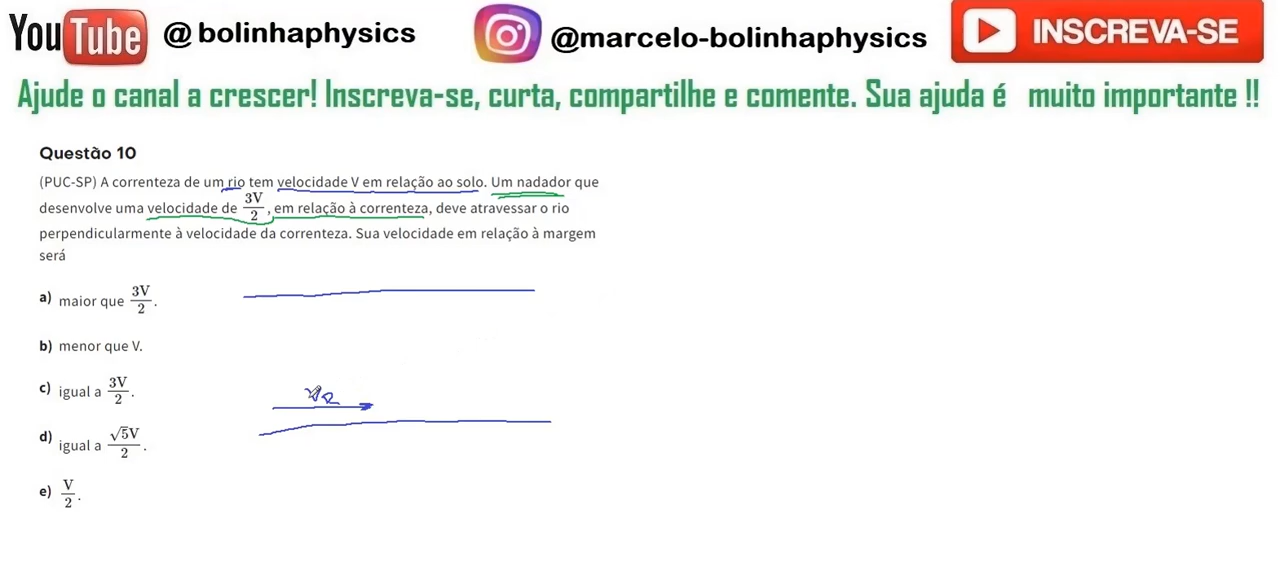 YouTube @bolinhaphysics @marcelo-bolinhaphysics INSCREVA-SE
Ajude o canal a crescer! Inscreva-se, curta, compartilhe e comente. Sua ajuda é muito importante !!
Questão 10
(PUC-SP) A correnteza de um rio tem velocidade V em relação ao solo. Um nadador que
desenvolve uma velocidade de 3V/2, em relação à correnteza, deve atravessar o rio
perpendicularmente à velocidade da correnteza. Sua velocidade em relação à margem
será
a) maior que 3V/2.
b) menor que V.
c) igual a 3V/2.
d) igual a √5V/2.
e) V/2.